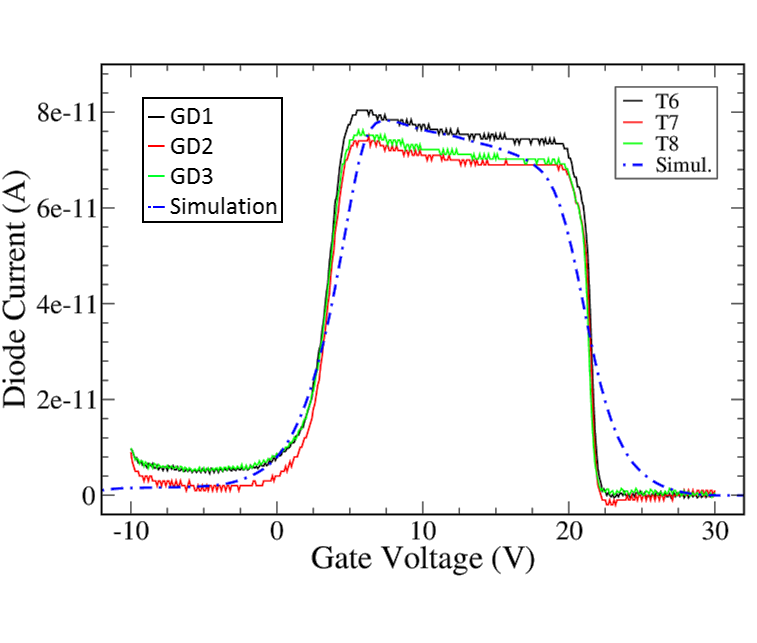 8e-11
6e-11
4e-11
2e-11
0
Diode Current (A)
GD1
GD2
GD3
Simulation
T6
T7
T8
Simul.
-10
0
10
20
30
Gate Voltage (V)